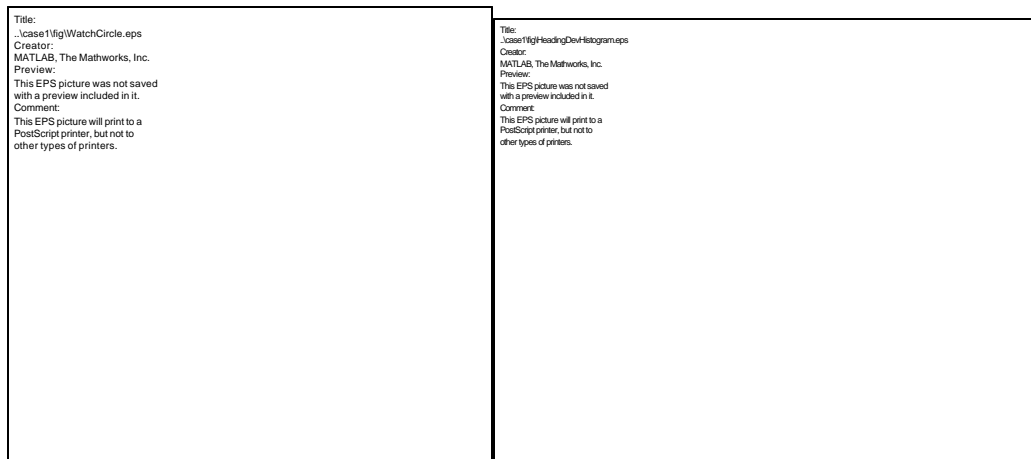 Title:
..\case1\fig\WatchCircle.eps
Creator:
MATLAB, The Mathworks, Inc.
Preview:
This EPS picture was not saved
with a preview included in it.
Comment:
This EPS picture will print to a
PostScript printer, but not to
other types of printers.
Title:
..\case1\fig\HeadingDevHistogram.eps
Creator:
MATLAB, The Mathworks, Inc.
Preview:
This EPS picture was not saved
with a preview included in it.
Comment:
This EPS picture will print to a
PostScript printer, but not to
other types of printers.